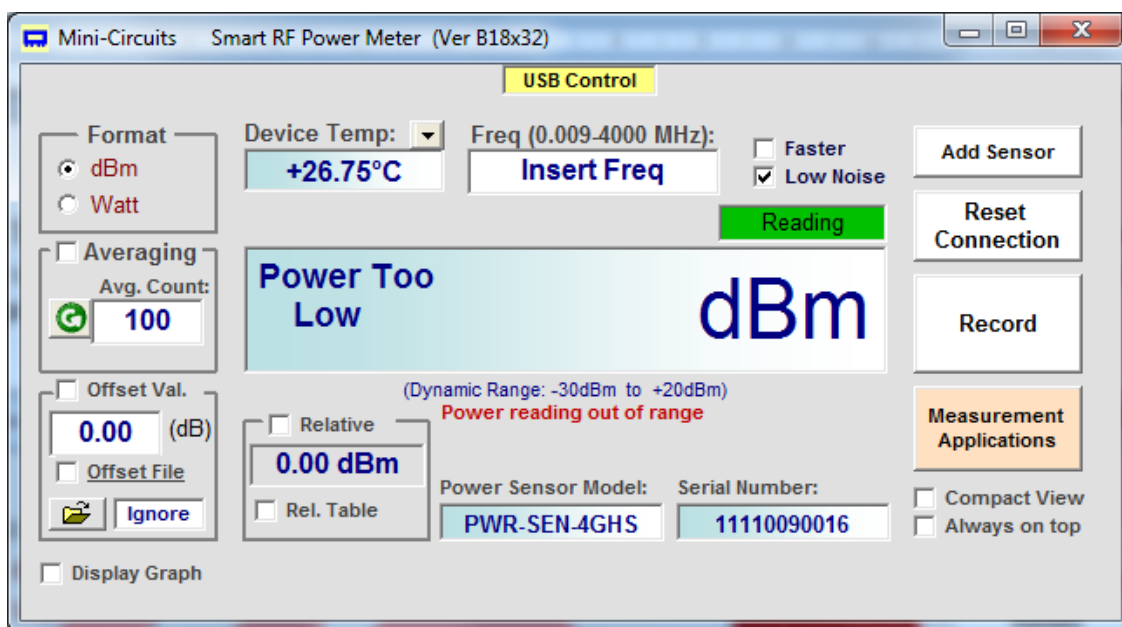 Mini-Circuits Smart RF Power Meter (Ver B18x32)
USB Control
Format
dBm
Watt
Device Temp:
+26.75°C
Freq (0.009-4000 MHz):
Insert Freq
Faster
Low Noise
Reading
Add Sensor
Reset
Connection
Averaging
Avg. Count:
100
Power Too
Low
dBm
Record
(Dynamic Range: -30dBm to +20dBm)
Power reading out of range
Offset Val.
0.00 (dB)
Offset File
Ignore
Relative
0.00 dBm
Rel. Table
Power Sensor Model:
PWR-SEN-4GHS
Serial Number:
11110090016
Measurement
Applications
Compact View
Always on top
Display Graph